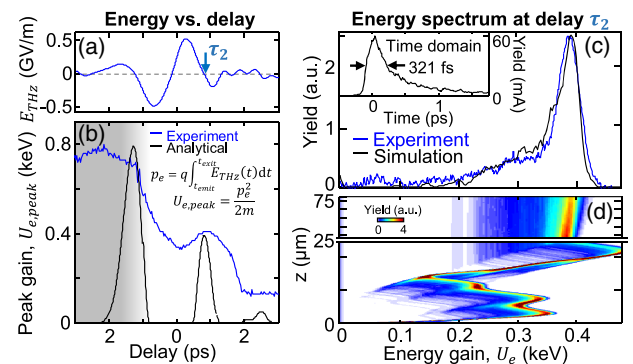 Energy vs. delay
Energy spectrum at delay τ2
(a)
τ2
0.5
0
-0.5
E_THz (GV/m)
(b)
Experiment
Analytical
p_e = q∫_{t_emit}^{t_exit} E_THz(t)dt
U_e,peak = p_e^2/2m
0.8
0.4
0
Peak gain, U_e,peak (keV)
2 0 0 2
Delay (ps)
(c)
Time domain
321 fs
60
0
Yield (mA)
0 1
Time (ps)
2.5
1
0
Yield (a.u.)
Experiment
Simulation
(d)
Yield (a.u.)
0 4
75
25
25
0
z (μm)
0 0.1 0.2 0.3 0.4
Energy gain, U_e (keV)